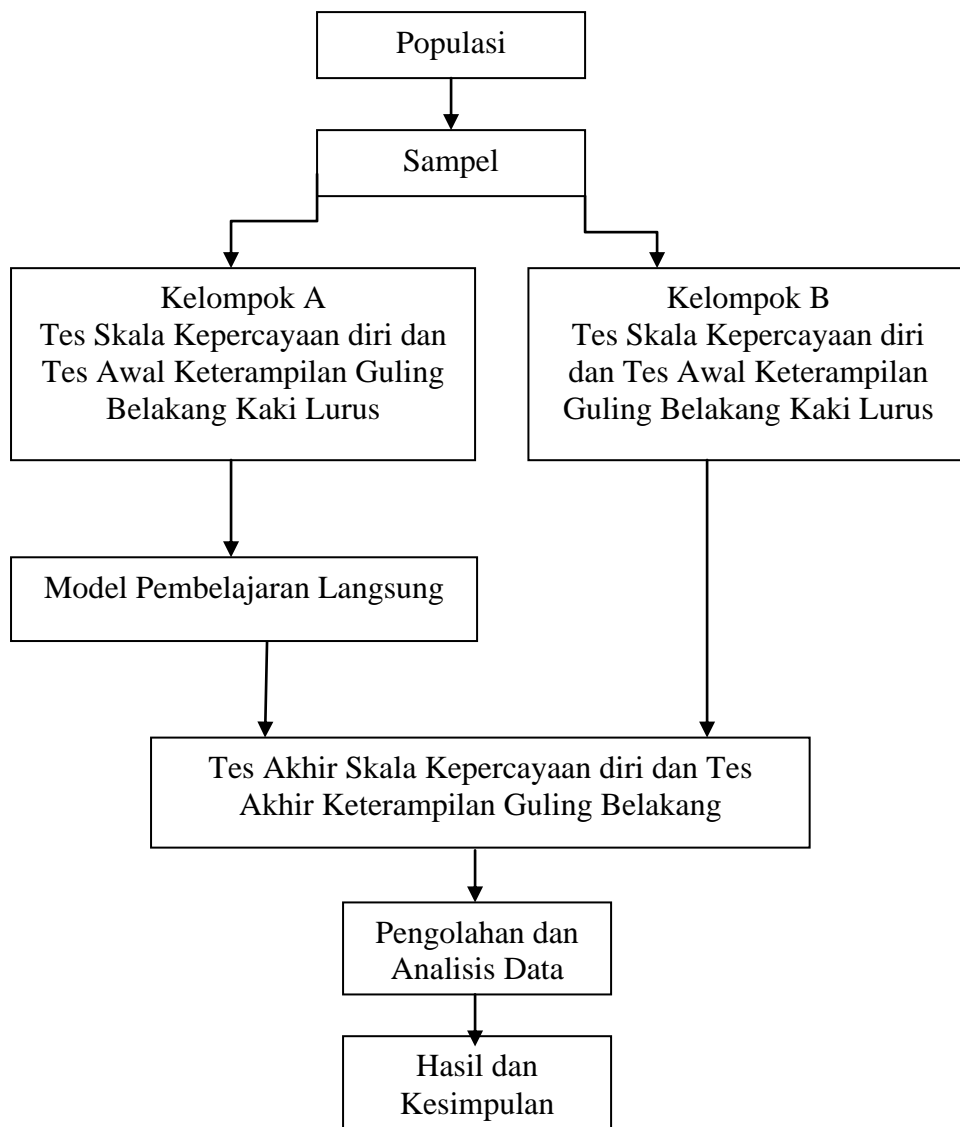 Populasi
Sampel
Kelompok A
Tes Skala Kepercayaan diri dan
Tes Awal Keterampilan Guling
Belakang Kaki Lurus
Kelompok B
Tes Skala Kepercayaan diri
dan Tes Awal Keterampilan
Guling Belakang Kaki Lurus
Model Pembelajaran Langsung
Tes Akhir Skala Kepercayaan diri dan Tes
Akhir Keterampilan Guling Belakang
Pengolahan dan
Analisis Data
Hasil dan
Kesimpulan